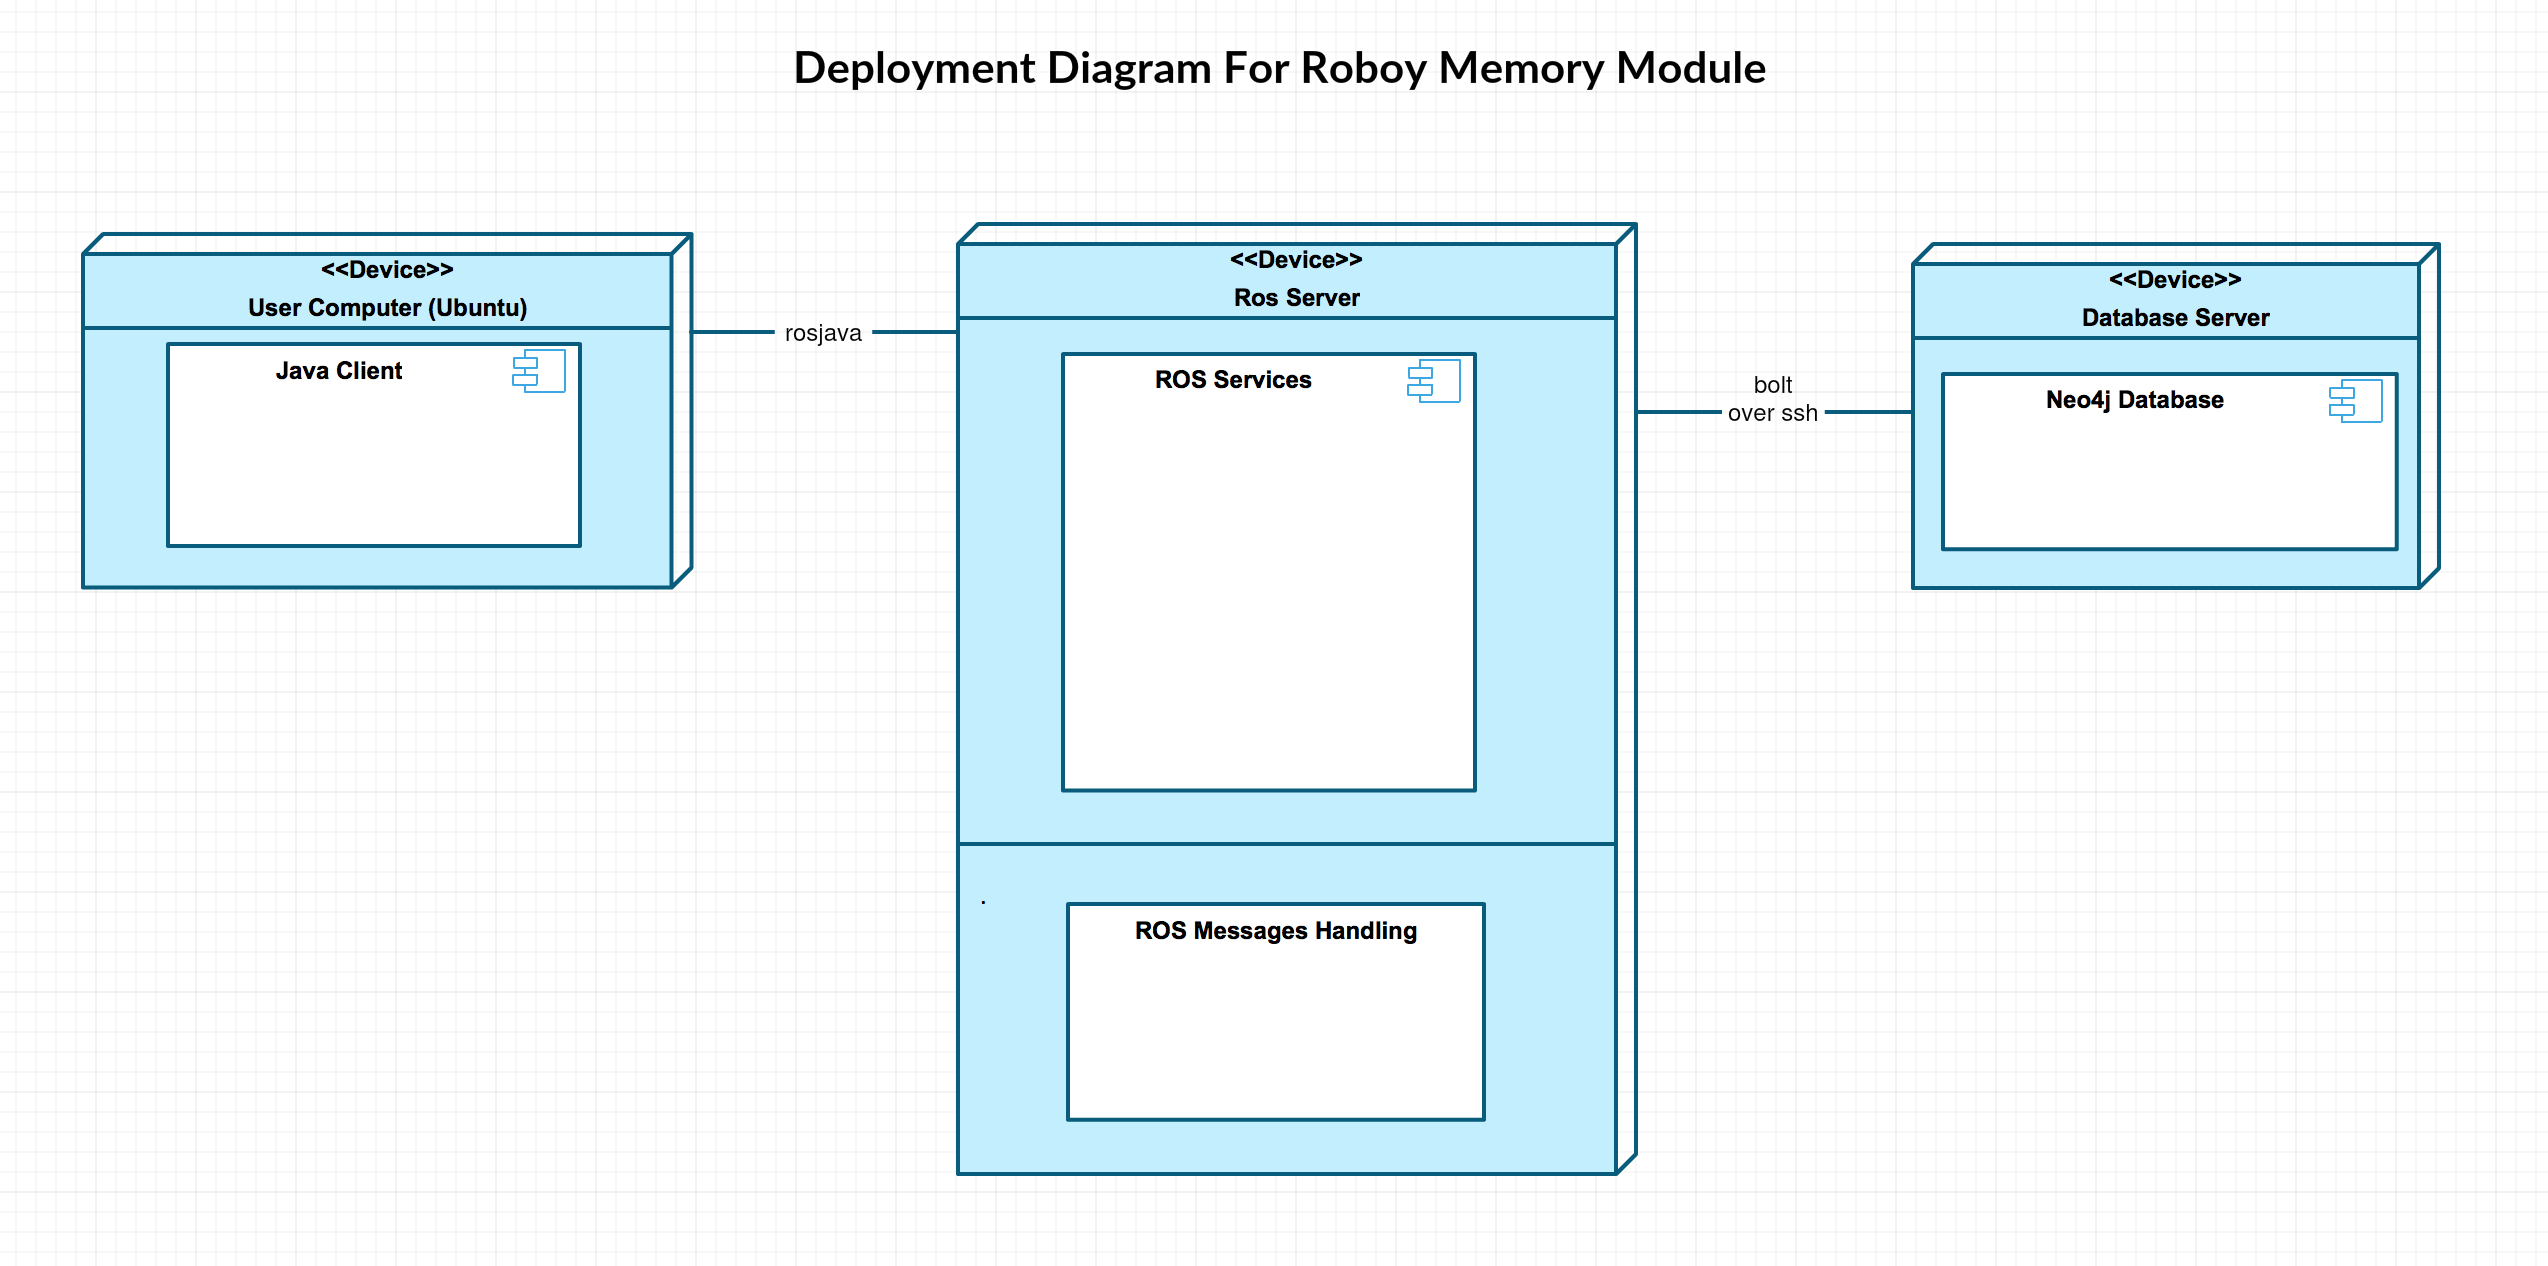 Deployment Diagram For Roboy Memory Module
<<Device>>
User Computer (Ubuntu)
Java Client
rosjava
<<Device>>
Ros Server
ROS Services
.
ROS Messages Handling
bolt
over ssh
<<Device>>
Database Server
Neo4j Database